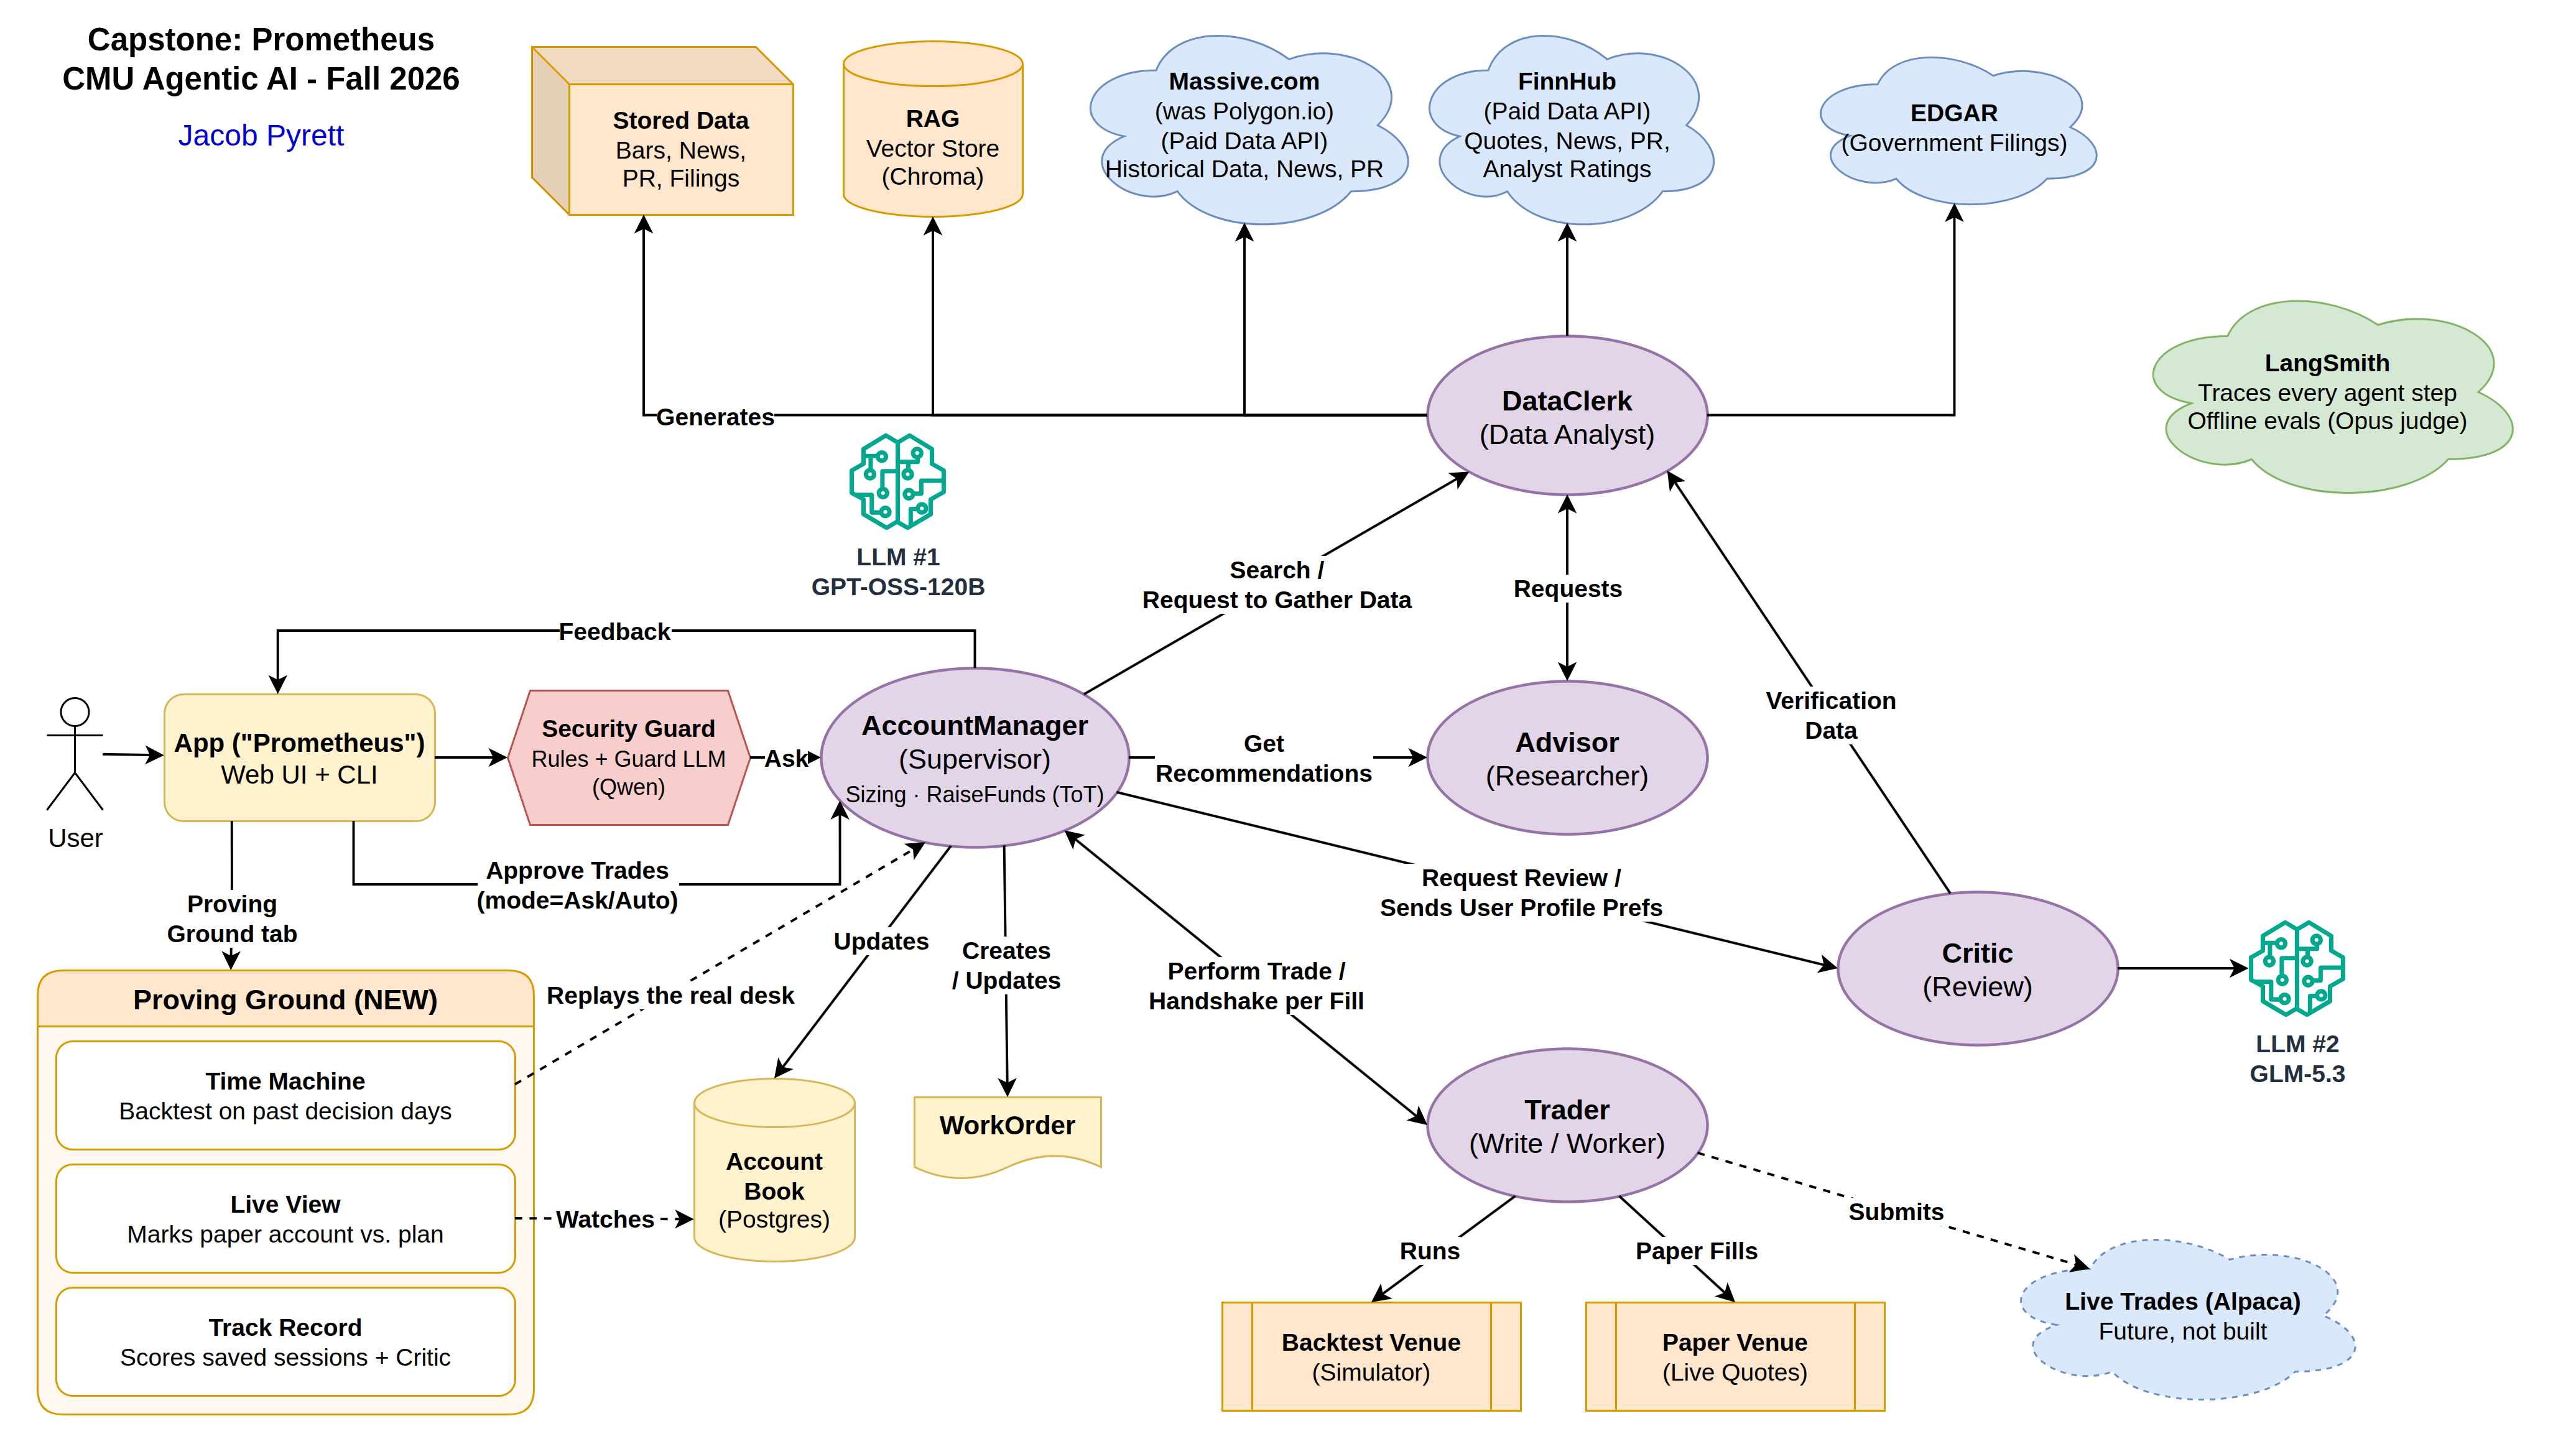 Capstone: Prometheus
CMU Agentic AI - Fall 2026
Jacob Pyrett
Stored Data
Bars, News,
PR, Filings
RAG
Vector Store
(Chroma)
Massive.com
(was Polygon.io)
(Paid Data API)
Historical Data, News, PR
FinnHub
(Paid Data API)
Quotes, News, PR,
Analyst Ratings
EDGAR
(Government Filings)
LangSmith
Traces every agent step
Offline evals (Opus judge)
Generates
DataClerk
(Data Analyst)
LLM #1
GPT-OSS-120B
Search /
Request to Gather Data
Requests
Feedback
Verification
Data
User
App ("Prometheus")
Web UI + CLI
Security Guard
Rules + Guard LLM
(Qwen)
Ask
AccountManager
(Supervisor)
Sizing · RaiseFunds (ToT)
Get
Recommendations
Advisor
(Researcher)
Approve Trades
(mode=Ask/Auto)
Proving
Ground tab
Request Review /
Sends User Profile Prefs
Updates
Creates
/ Updates
Perform Trade /
Handshake per Fill
Critic
(Review)
LLM #2
GLM-5.3
Replays the real desk
Proving Ground (NEW)
Time Machine
Backtest on past decision days
Live View
Marks paper account vs. plan
Track Record
Scores saved sessions + Critic
Watches
Account
Book
(Postgres)
WorkOrder
Trader
(Write / Worker)
Submits
Runs
Paper Fills
Backtest Venue
(Simulator)
Paper Venue
(Live Quotes)
Live Trades (Alpaca)
Future, not built